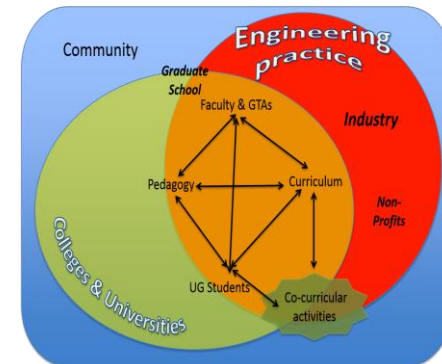 Community
Engineering
practice
Graduate
School
Faculty & GTAs
Industry
Pedagogy
Curriculum
Non-
Profits
Colleges & Universities
UG Students
Co-curricular
activities